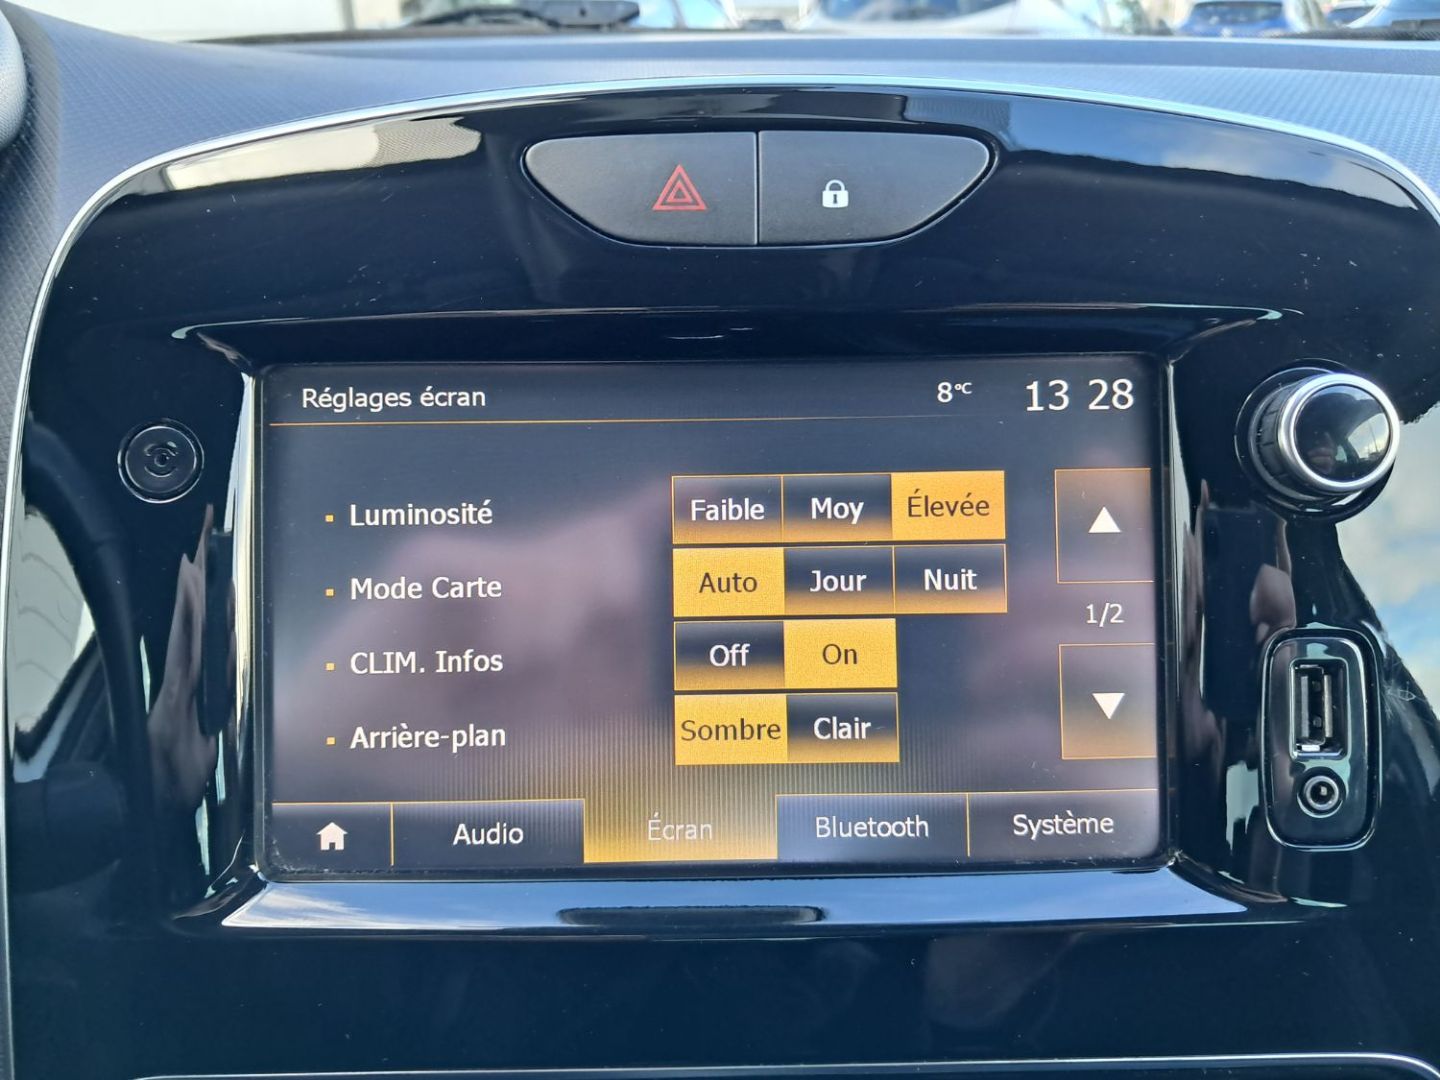 Réglages écran 8°C 13 28
Luminosité Faible Moy Élevée
Mode Carte Auto Jour Nuit
1/2
CLIM. Infos Off On
Arrière-plan Sombre Clair
Audio Écran Bluetooth Système